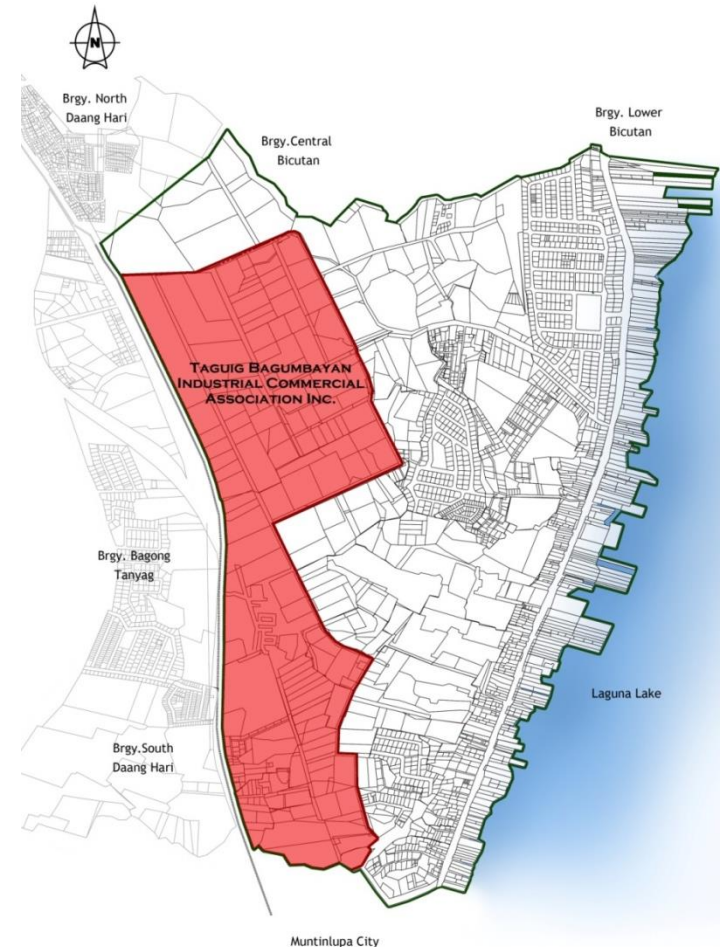 N
Brgy. North
Daang Hari
Brgy.Central
Bicutan
Brgy. Lower
Bicutan
TAGUIG BAGUMBAYAN
INDUSTRIAL COMMERCIAL
ASSOCIATION INC.
Brgy. Bagong
Tanyag
Laguna Lake
Brgy.South
Daang Hari
Muntinlupa City